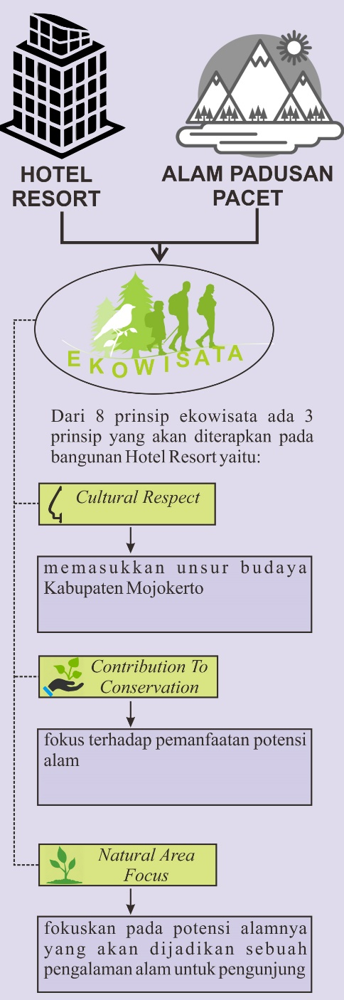 HOTEL
RESORT
ALAM PADUSAN
PACET
EKOWISATA
Dari 8 prinsip ekowisata ada 3
prinsip yang akan diterapkan pada
bangunan Hotel Resort yaitu:
Cultural Respect
memasukkan unsur budaya
Kabupaten Mojokerto
Contribution To
Conservation
fokus terhadap pemanfaatan potensi
alam
Natural Area
Focus
fokuskan pada potensi alamnya
yang akan dijadikan sebuah
pengalaman alam untuk pengunjung